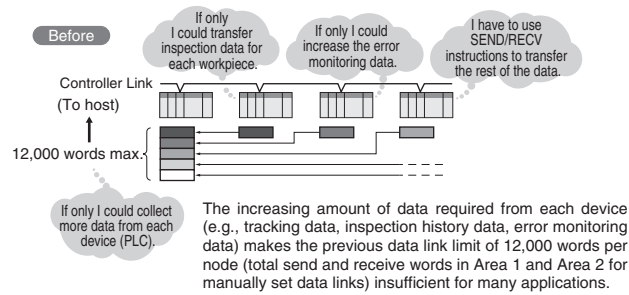 Before
If only
I could transfer
inspection data for
each workpiece.
If only I could
increase the error
monitoring data.
I have to use
SEND/RECV
instructions to transfer
the rest of the data.
Controller Link
(To host)
12,000 words max.
If only I could collect
more data from each
device (PLC).
The increasing amount of data required from each device
(e.g., tracking data, inspection history data, error monitoring
data) makes the previous data link limit of 12,000 words per
node (total send and receive words in Area 1 and Area 2 for
manually set data links) insufficient for many applications.